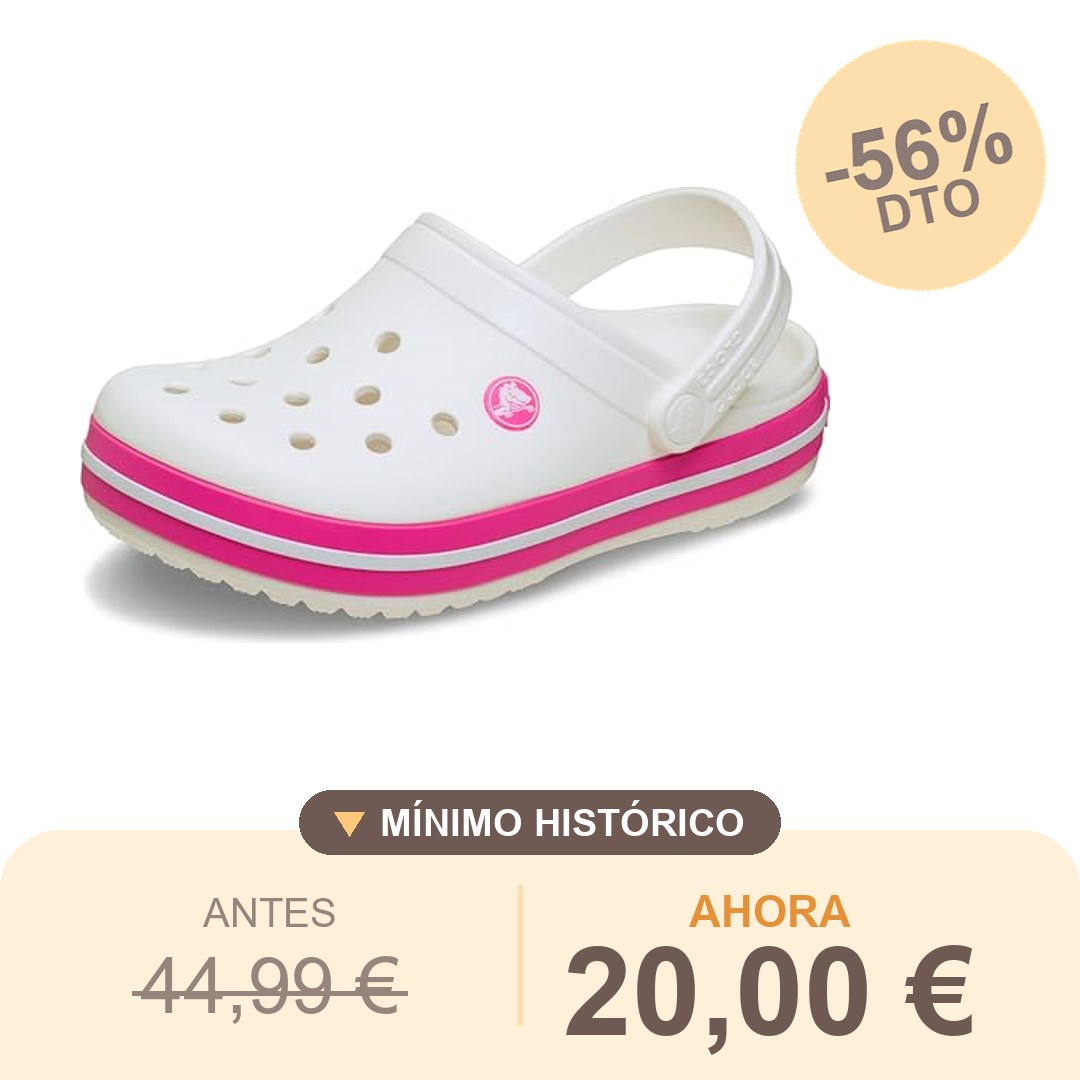 -56%
DTO
MÍNIMO HISTÓRICO
ANTES
44,99 €
AHORA
20,00 €